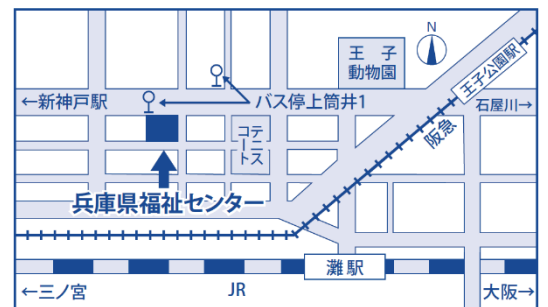 N
王子
動物園
王子公園駅
←新神戸駅
バス停上筒井1
石屋川→
テニス
コート
阪急
兵庫県福祉センター
灘駅
←三ノ宮
JR
大阪→